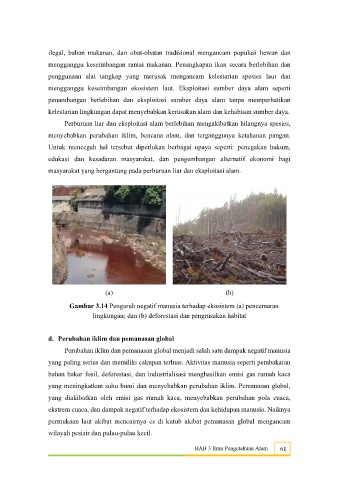 ilegal, bahan makanan, dan obat-obatan tradisional mengancam populasi hewan dan
mengganggu keseimbangan rantai makanan. Penangkapan ikan secara berlebihan dan
penggunaan alat tangkap yang merusak mengancam kelestarian spesies laut dan
mengganggu keseimbangan ekosistem laut. Eksploitasi sumber daya alam seperti
penambangan berlebihan dan eksploitasi sumber daya alam tanpa memperhatikan
kelestarian lingkungan dapat menyebabkan kerusakan alam dan kehabisan sumber daya.
Perburuan liar dan eksploitasi alam berlebihan mengakibatkan hilangnya spesies,
menyebabkan perubahan iklim, bencana alam, dan terganggunya ketahanan pangan.
Untuk mencegah hal tersebut diperlukan berbagai upaya seperti: penegakan hukum,
edukasi dan kesadaran masyarakat, dan pengembangan alternatif ekonomi bagi
masyarakat yang bergantung pada perburuan liar dan eksploitasi alam.
(a) (b)
Gambar 3.14 Pengaruh negatif manusia terhadap ekosistem (a) pencemaran
lingkungan; dan (b) deforestasi dan pengrusakan habitat
d. Perubahan iklim dan pemanasan global
Perubahan iklim dan pemanasan global menjadi salah satu dampak negatif manusia
yang paling serius dan memiliki cakupan terluas. Aktivitas manusia seperti pembakaran
bahan bakar fosil, deforestasi, dan industrialisasi menghasilkan emisi gas rumah kaca
yang meningkatkan suhu bumi dan menyebabkan perubahan iklim. Pemanasan global,
yang diakibatkan oleh emisi gas rumah kaca, menyebabkan perubahan pola cuaca,
ekstrem cuaca, dan dampak negatif terhadap ekosistem dan kehidupan manusia. Naiknya
permukaan laut akibat mencairnya es di kutub akibat pemanasan global mengancam
wilayah pesisir dan pulau-pulau kecil.
BAB 3 Ilmu Pengetahuan Alam 61